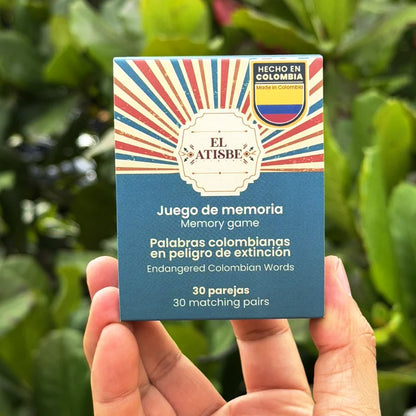 HECHO EN
COLOMBIA
Made in Colombia
EL
ATISBE
Juego de memoria
Memory game
Palabras colombianas
en peligro de extinción
Endangered Colombian Words
30 parejas
30 matching pairs